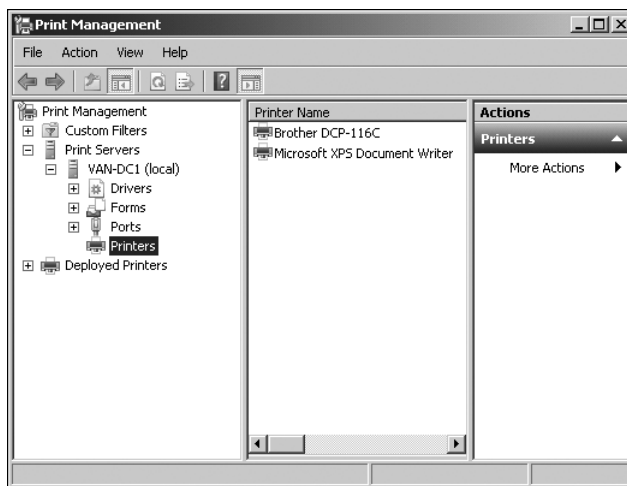 Print Management
File Action View Help
Print Management
Custom Filters
Print Servers
VAN-DC1 (local)
Drivers
Forms
Ports
Printers
Deployed Printers
Printer Name
Brother DCP-116C
Microsoft XPS Document Writer
Actions
Printers
More Actions